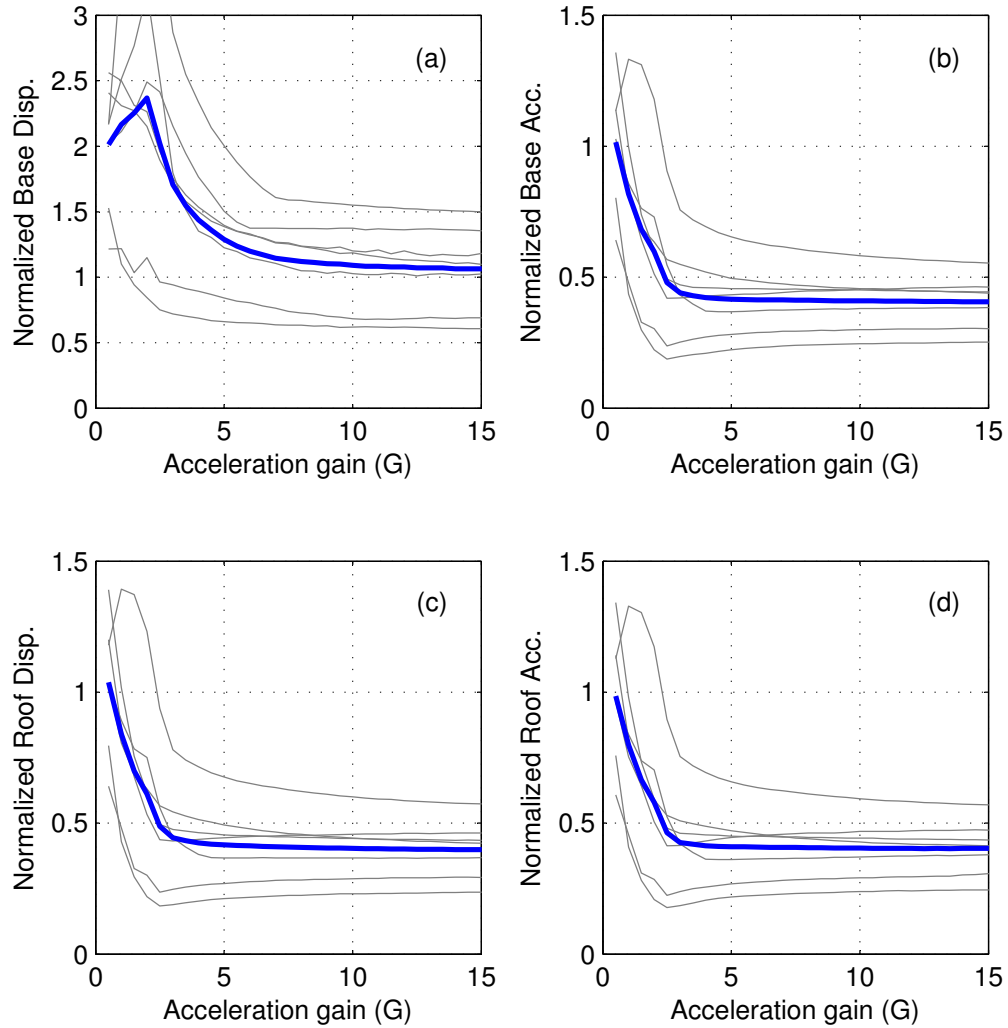 3
2.5
2
1.5
1
0.5
0
Normalized Base Disp.
(a)
0 5 10 15
Acceleration gain (G)
1.5
1
0.5
0
Normalized Base Acc.
(b)
0 5 10 15
Acceleration gain (G)
1.5
1
0.5
0
Normalized Roof Disp.
(c)
0 5 10 15
Acceleration gain (G)
1.5
1
0.5
0
Normalized Roof Acc.
(d)
0 5 10 15
Acceleration gain (G)